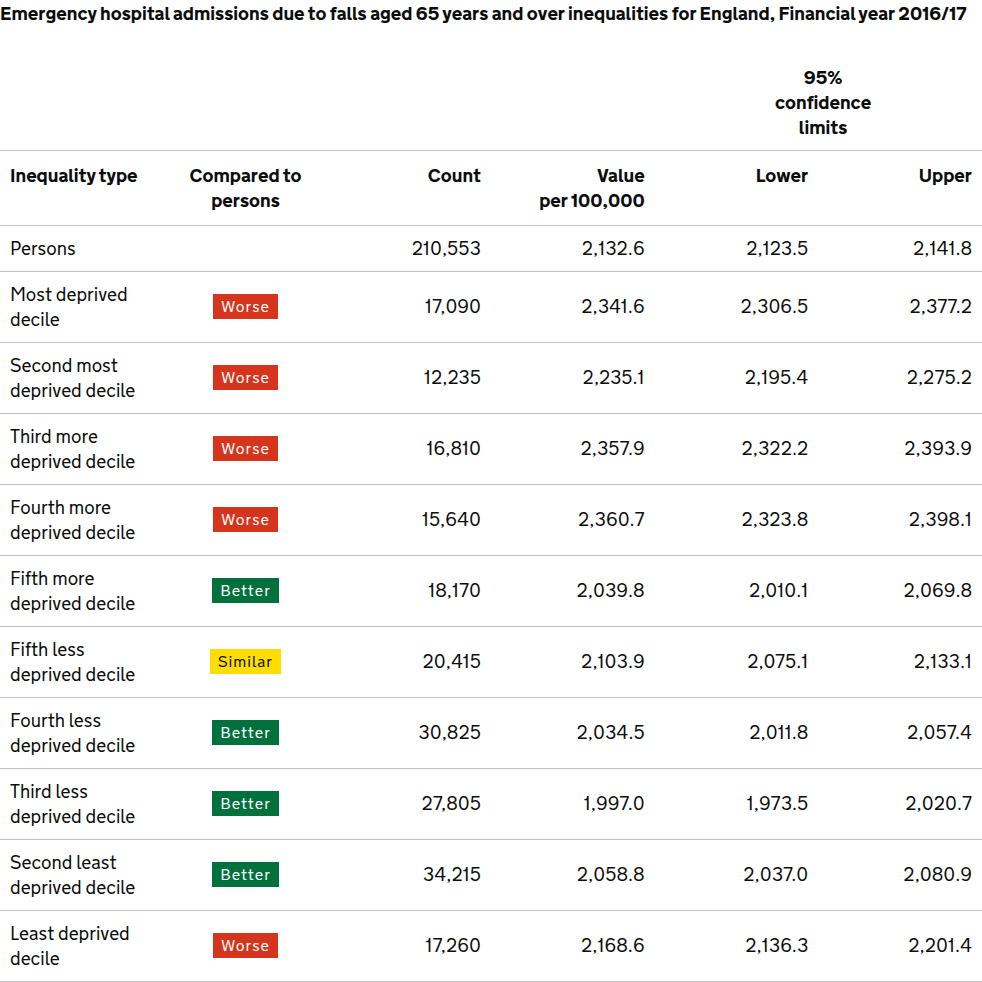 Emergency hospital admissions due to falls aged 65 years and over inequalities for England, Financial year 2016/17
95%
confidence
limits
Inequality type Compared to persons Count Value per 100,000 Lower Upper
Persons 210,553 2,132.6 2,123.5 2,141.8
Most deprived decile Worse 17,090 2,341.6 2,306.5 2,377.2
Second most deprived decile Worse 12,235 2,235.1 2,195.4 2,275.2
Third more deprived decile Worse 16,810 2,357.9 2,322.2 2,393.9
Fourth more deprived decile Worse 15,640 2,360.7 2,323.8 2,398.1
Fifth more deprived decile Better 18,170 2,039.8 2,010.1 2,069.8
Fifth less deprived decile Similar 20,415 2,103.9 2,075.1 2,133.1
Fourth less deprived decile Better 30,825 2,034.5 2,011.8 2,057.4
Third less deprived decile Better 27,805 1,997.0 1,973.5 2,020.7
Second least deprived decile Better 34,215 2,058.8 2,037.0 2,080.9
Least deprived decile Worse 17,260 2,168.6 2,136.3 2,201.4